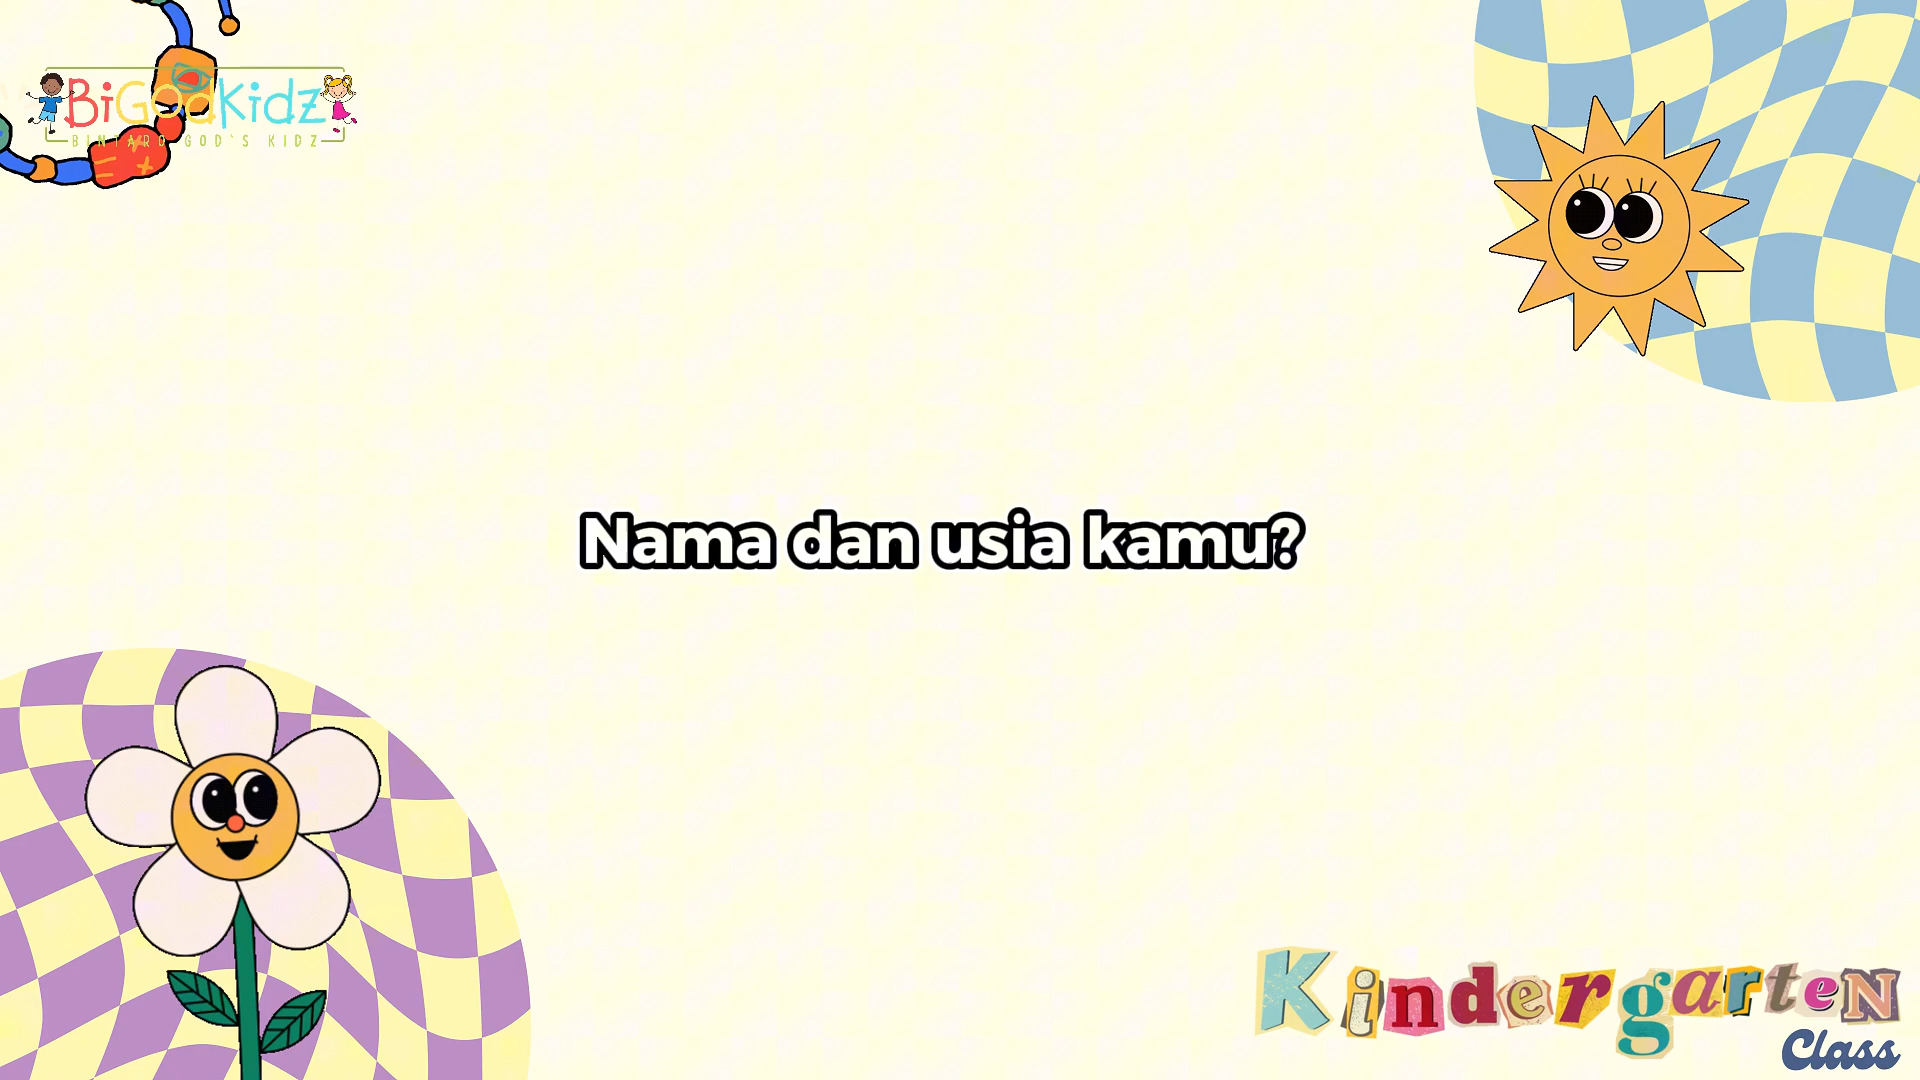 BiGodKidz
BINTARO GOD'S KIDZ
Nama dan usia kamu?
KindergarteN
Class